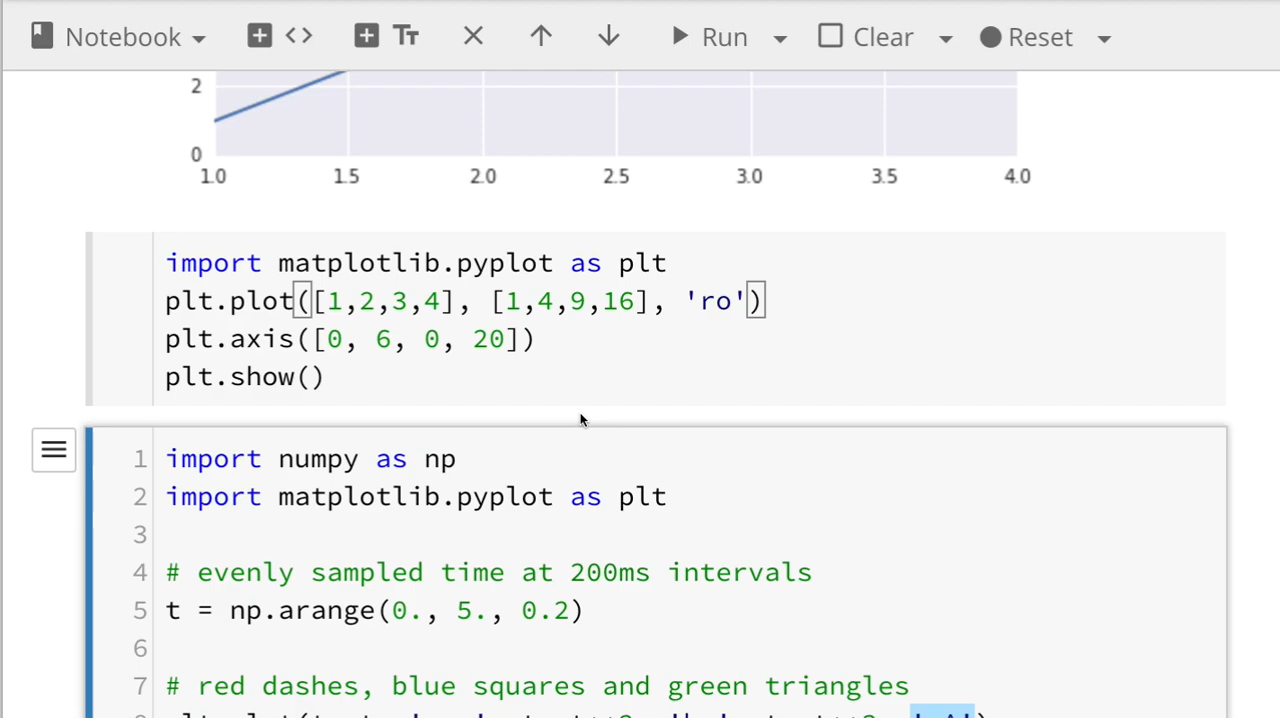 Notebook Run Clear Reset
2
0
1.0 1.5 2.0 2.5 3.0 3.5 4.0
import matplotlib.pyplot as plt
plt.plot([1,2,3,4], [1,4,9,16], 'ro')
plt.axis([0, 6, 0, 20])
plt.show()
1 import numpy as np
2 import matplotlib.pyplot as plt
3
4 # evenly sampled time at 200ms intervals
5 t = np.arange(0., 5., 0.2)
6
7 # red dashes, blue squares and green triangles